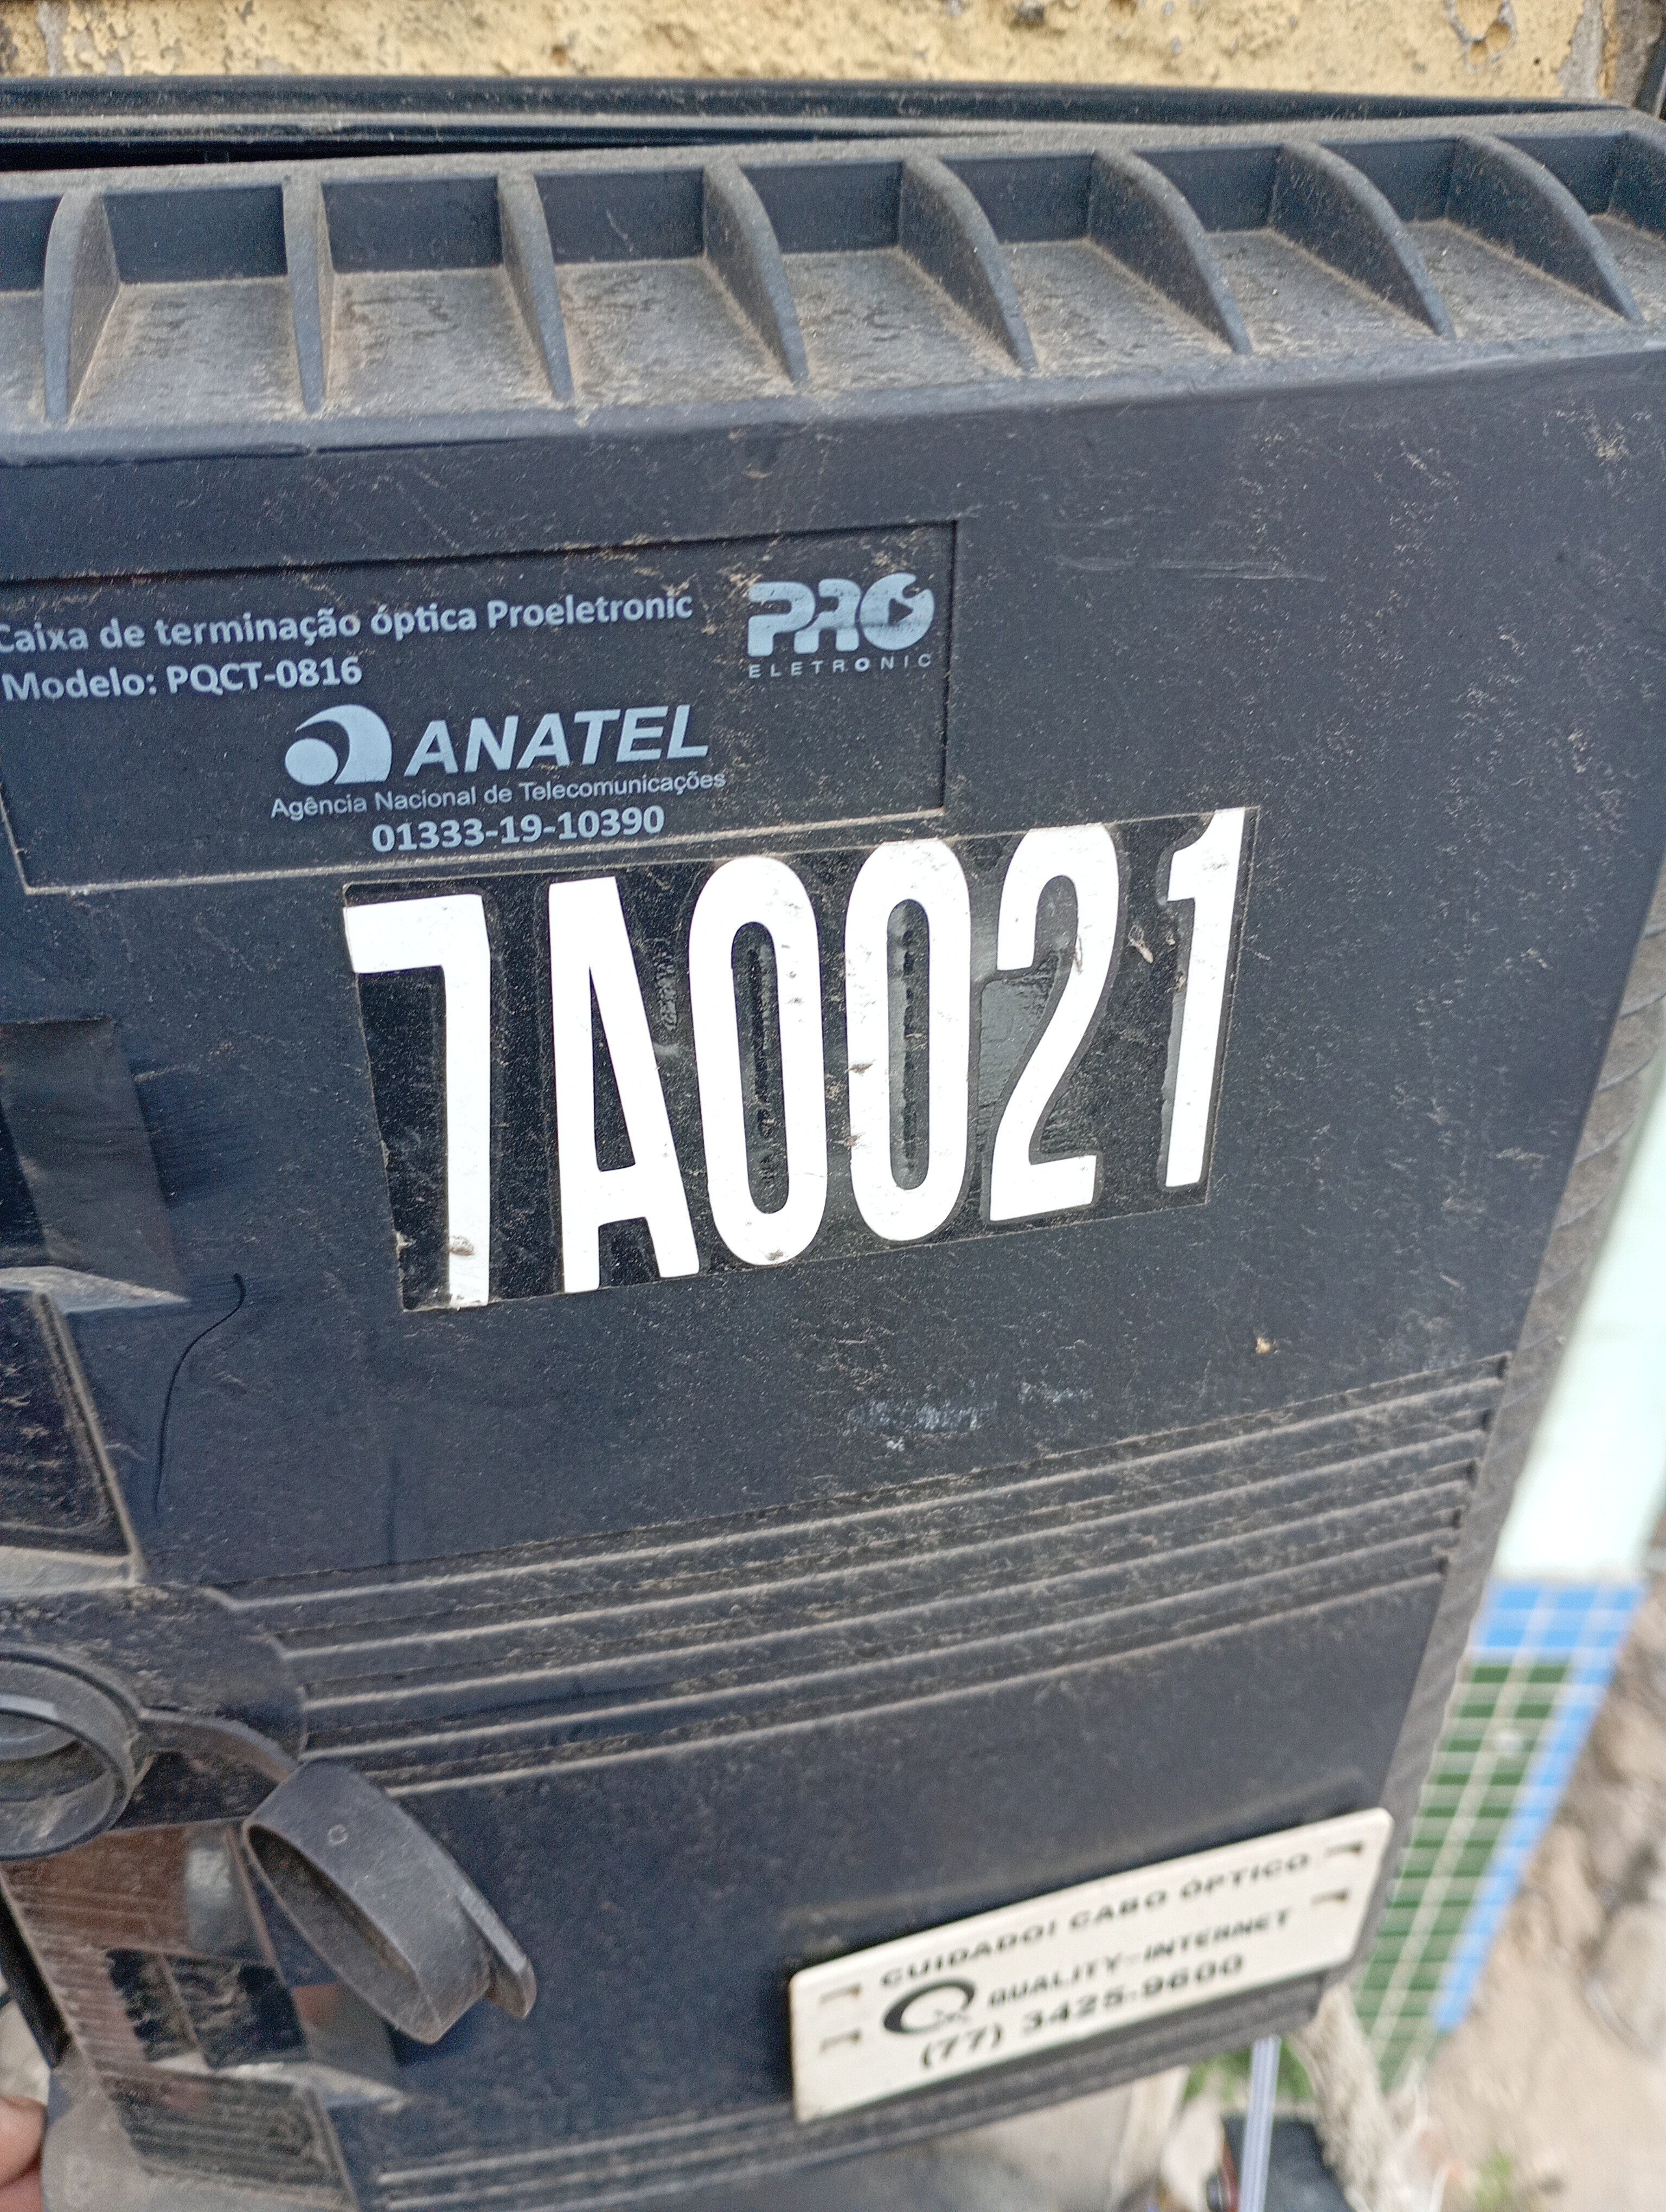 Caixa de terminação óptica Proeletronic
Modelo: PQCT-0816
PRO
ELETRONIC
ANATEL
Agência Nacional de Telecomunicações
01333-19-10390
7A0021
CUIDADO! CABO ÓPTICO
QUALITY-INTERNET
(77) 3425-9600